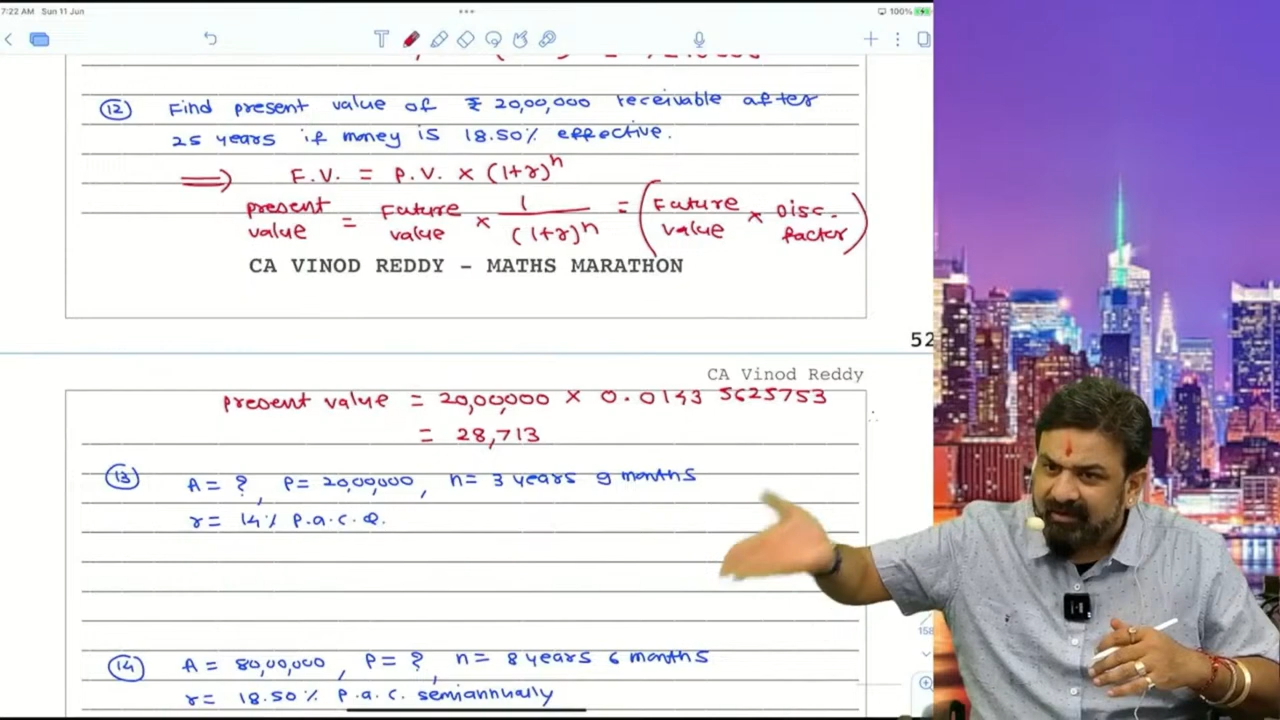 7:22 AM Sun 11 Jun
100%
(12) Find present value of ₹ 20,00,000 receivable after
25 years if money is 18.50% effective.
⇒ F.V. = P.V. × (1+r)^n
present value = Future value × 1/(1+r)^n = (Future value × Disc. factor)
CA VINOD REDDY - MATHS MARATHON
52
CA Vinod Reddy
present value = 20,00,000 × 0.0143 5625753
= 28,713
(13) A = ?, P = 20,00,000, n = 3 years 9 months
r = 14% p.a.c.Q.
(14) A = 80,00,000, P = ?, n = 8 years 6 months
r = 18.50% p.a.c. semiannually